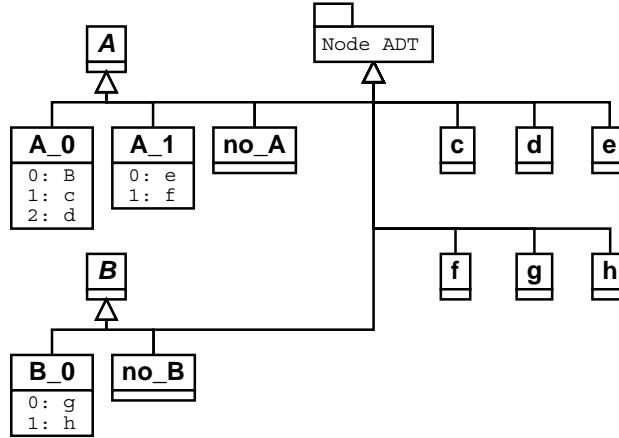 A
Node ADT
A_0
0: B
1: c
2: d
A_1
0: e
1: f
no_A
c
d
e
B
f
g
h
B_0
0: g
1: h
no_B